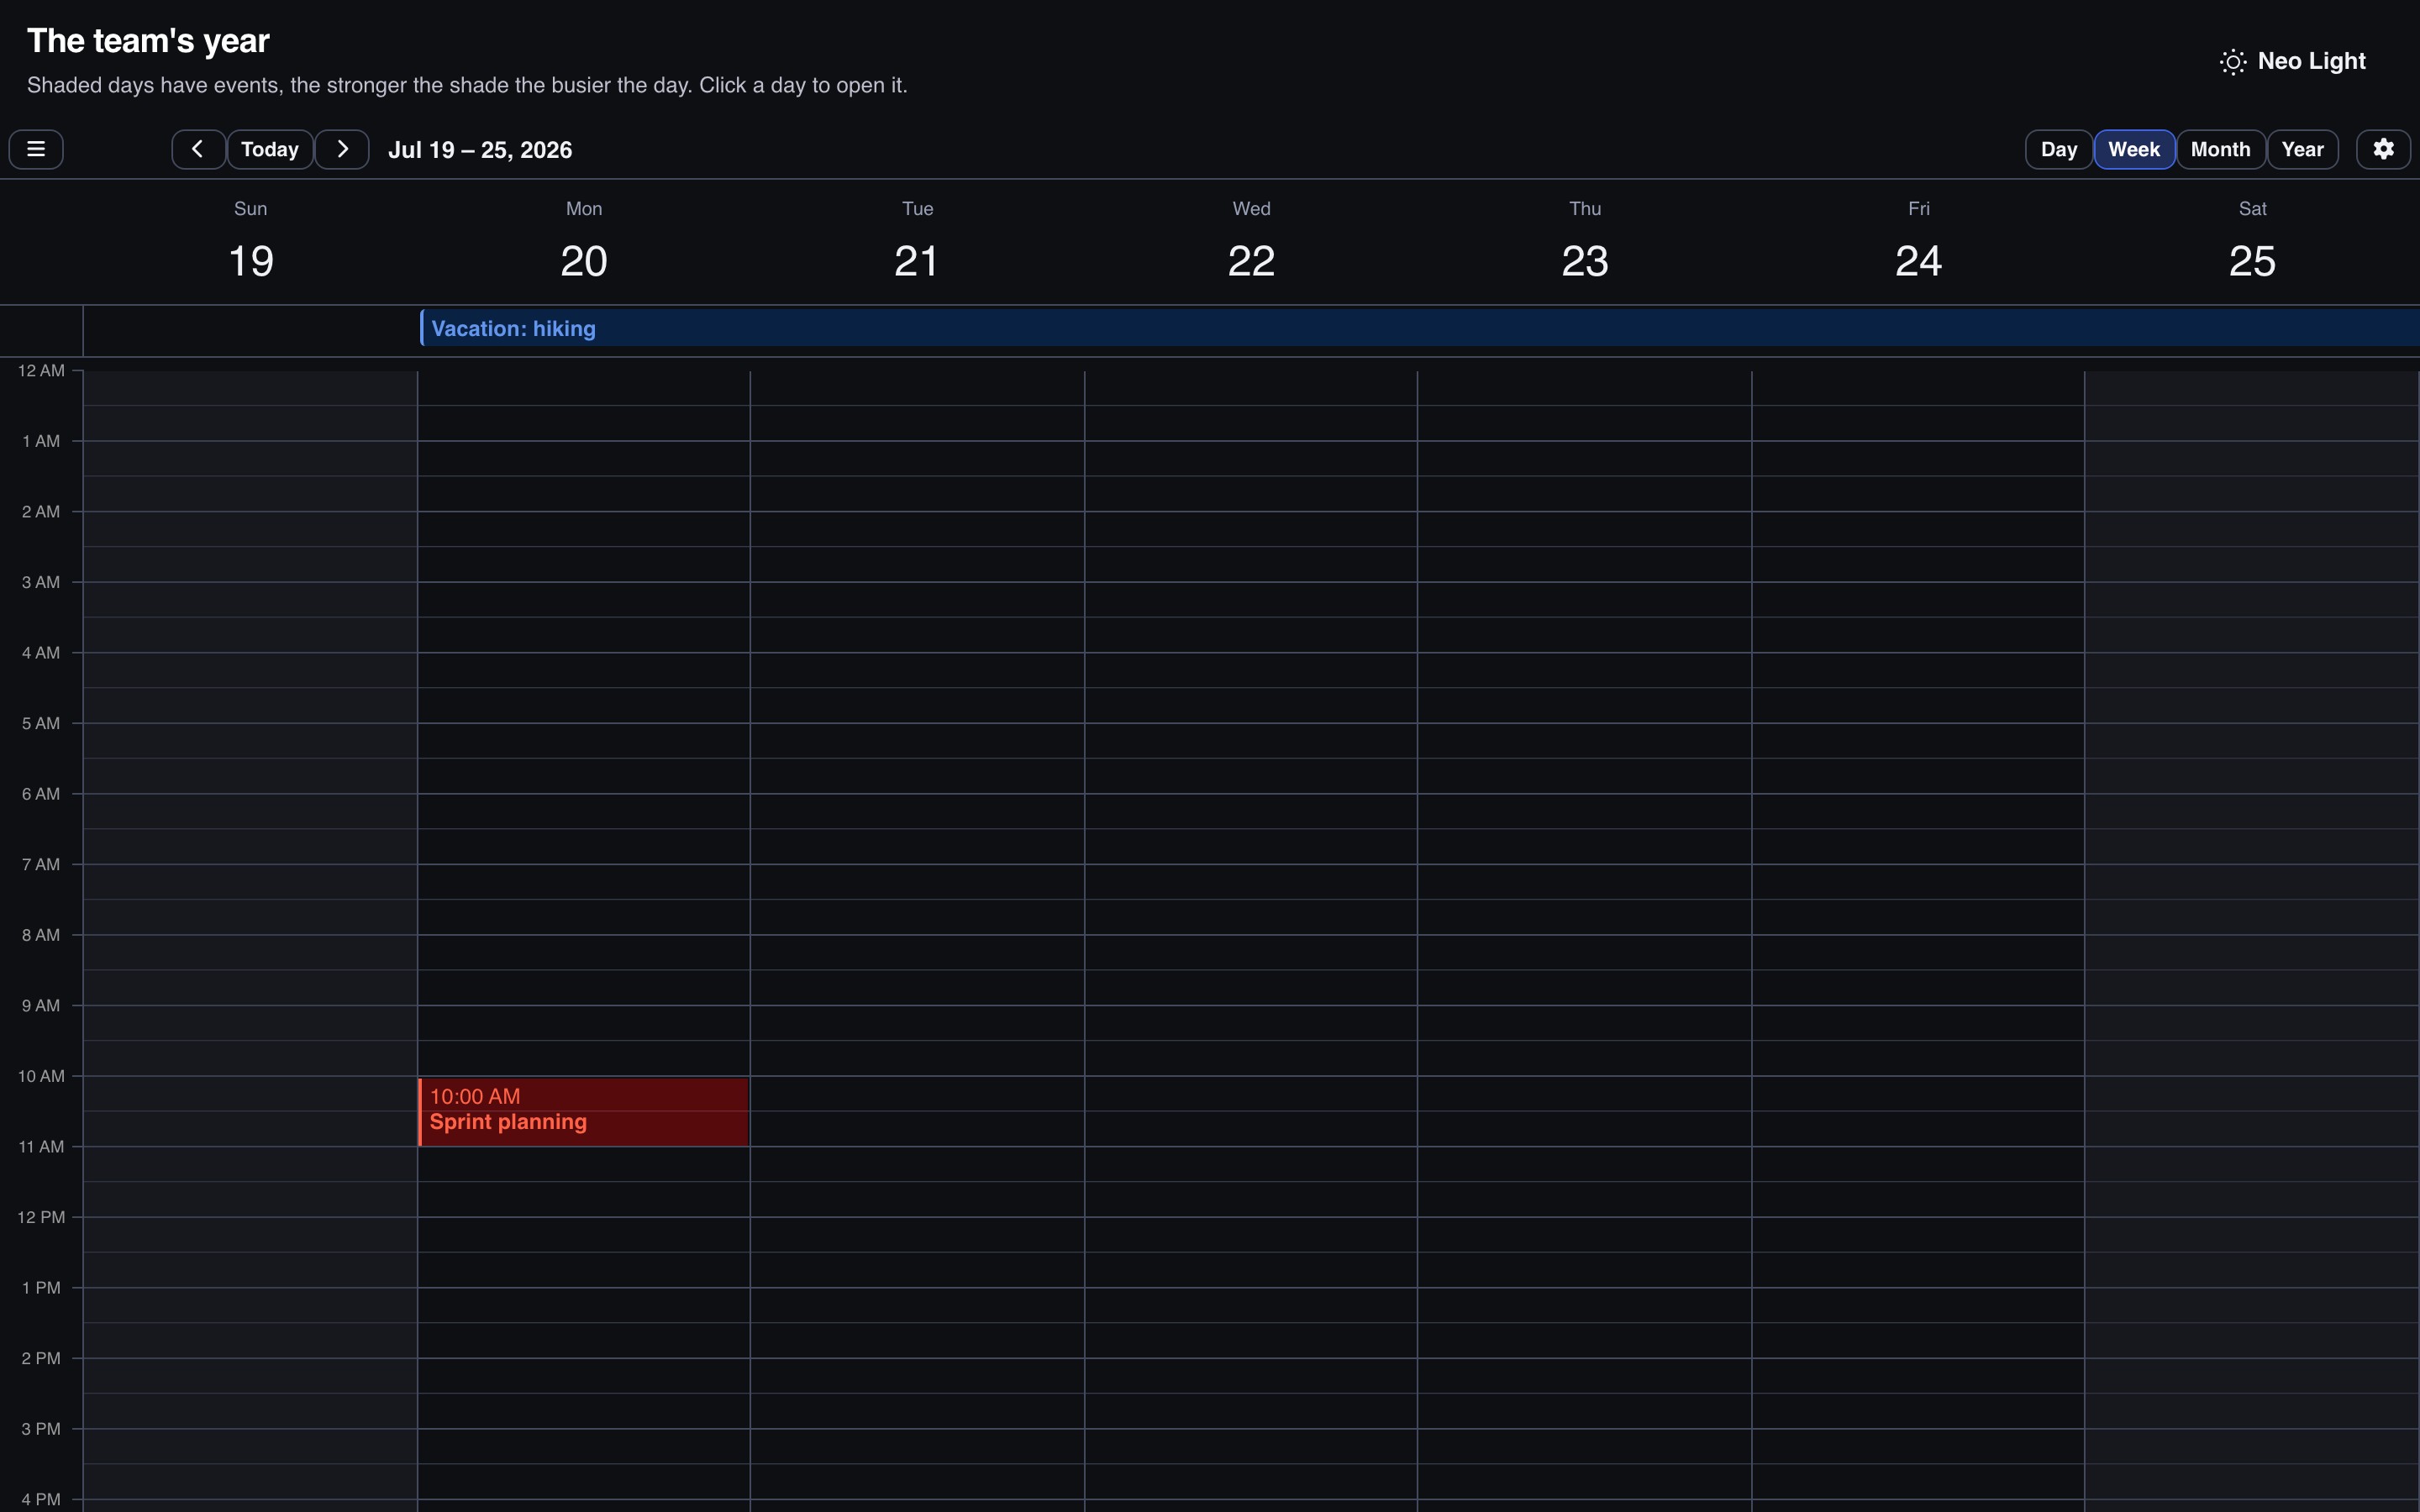 The team's year
Shaded days have events, the stronger the shade the busier the day. Click a day to open it.
Neo Light
Today
Jul 19 – 25, 2026
Day Week Month Year
Sun Mon Tue Wed Thu Fri Sat
19 20 21 22 23 24 25
Vacation: hiking
12 AM
1 AM
2 AM
3 AM
4 AM
5 AM
6 AM
7 AM
8 AM
9 AM
10 AM
10:00 AM
Sprint planning
11 AM
12 PM
1 PM
2 PM
3 PM
4 PM